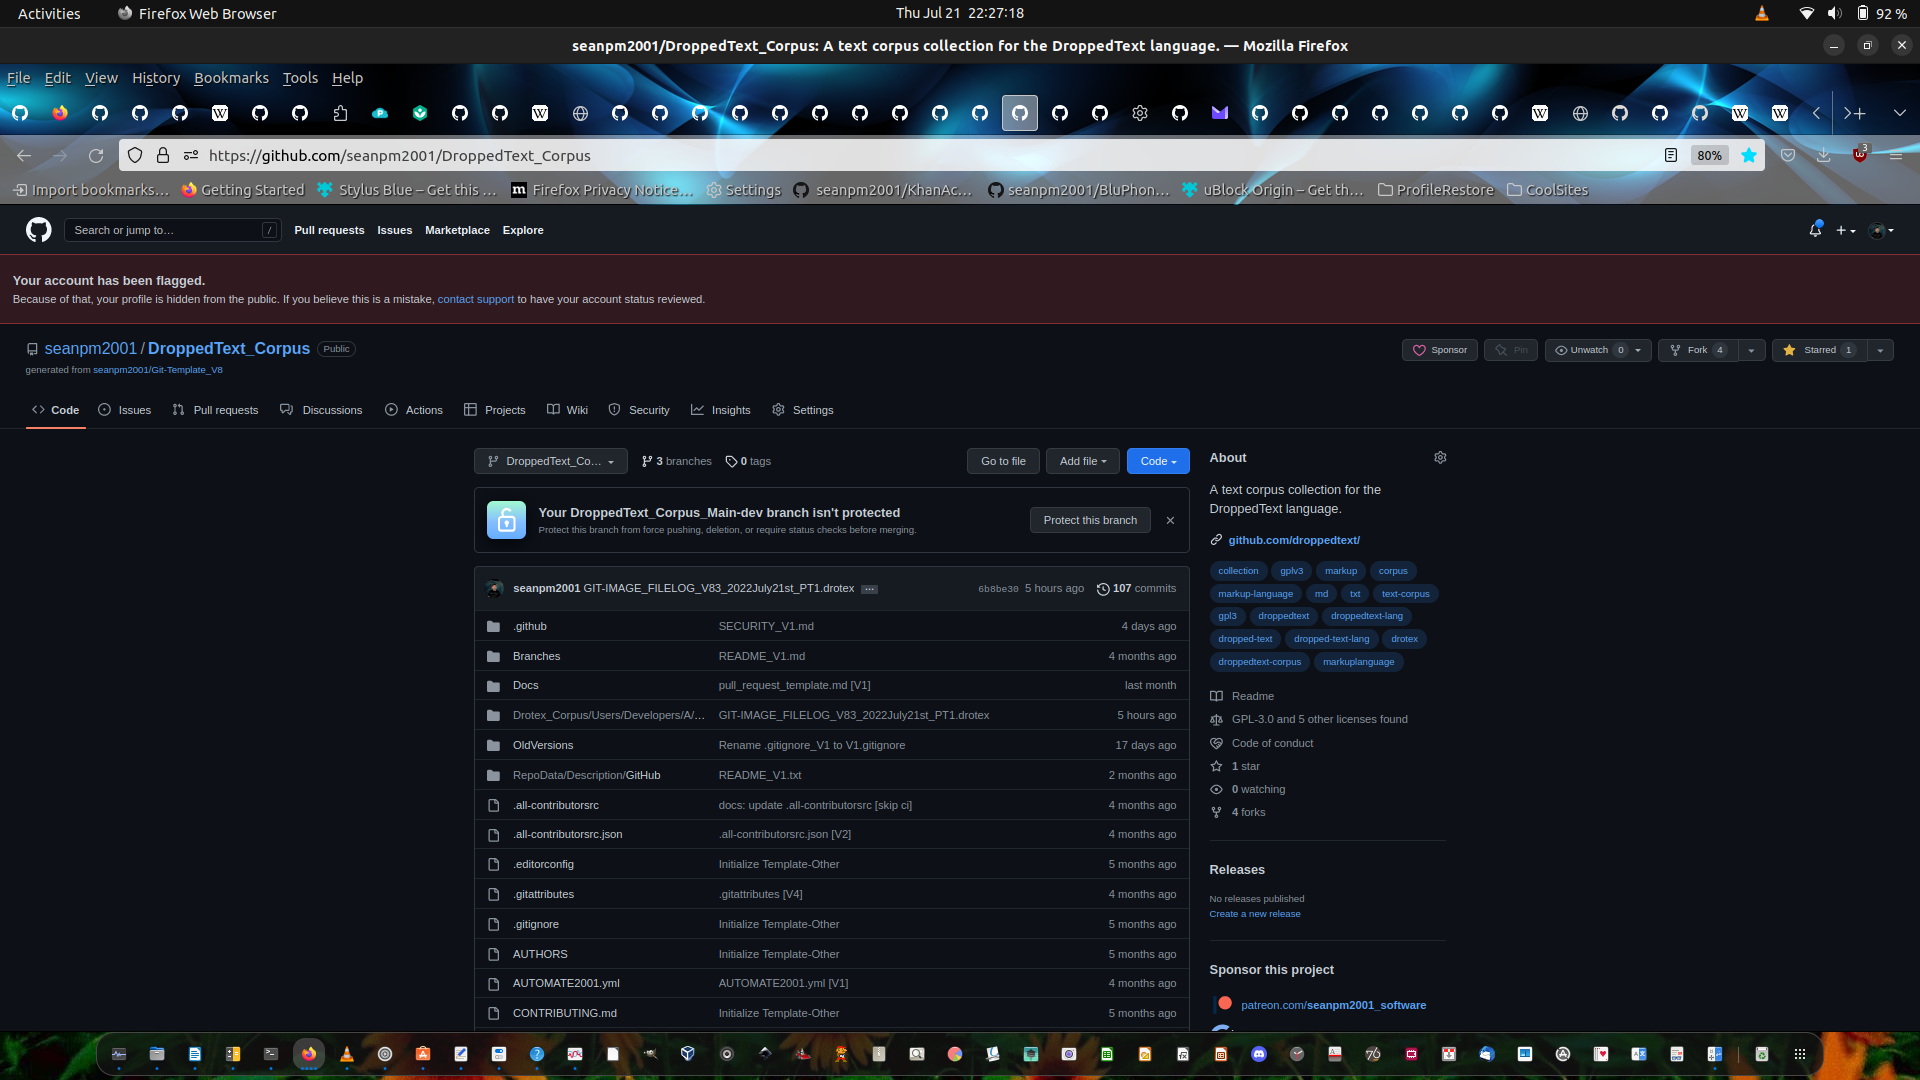 Activities
Firefox Web Browser
Thu Jul 21 22:27:18
92 %
seanpm2001/DroppedText_Corpus: A text corpus collection for the DroppedText language. — Mozilla Firefox
File Edit View History Bookmarks Tools Help
https://github.com/seanpm2001/DroppedText_Corpus
80%
3
Import bookmarks… Getting Started Stylus Blue – Get this … Firefox Privacy Notice… Settings seanpm2001/KhanAc… seanpm2001/BluPhon… uBlock Origin – Get th… ProfileRestore CoolSites
Search or jump to… /
Pull requests Issues Marketplace Explore
Your account has been flagged.
Because of that, your profile is hidden from the public. If you believe this is a mistake, contact support to have your account status reviewed.
seanpm2001 / DroppedText_Corpus Public
Sponsor Pin Unwatch 0 Fork 4 Starred 1
generated from seanpm2001/Git-Template_V8
Code Issues Pull requests Discussions Actions Projects Wiki Security Insights Settings
DroppedText_Co… 3 branches 0 tags Go to file Add file Code
Your DroppedText_Corpus_Main-dev branch isn't protected
Protect this branch from force pushing, deletion, or require status checks before merging.
Protect this branch
seanpm2001 GIT-IMAGE_FILELOG_V83_2022July21st_PT1.drotex … 6b8be30 5 hours ago 107 commits
.github SECURITY_V1.md 4 days ago
Branches README_V1.md 4 months ago
Docs pull_request_template.md [V1] last month
Drotex_Corpus/Users/Developers/A/… GIT-IMAGE_FILELOG_V83_2022July21st_PT1.drotex 5 hours ago
OldVersions Rename .gitignore_V1 to V1.gitignore 17 days ago
RepoData/Description/GitHub README_V1.txt 2 months ago
.all-contributorsrc docs: update .all-contributorsrc [skip ci] 4 months ago
.all-contributorsrc.json .all-contributorsrc.json [V2] 4 months ago
.editorconfig Initialize Template-Other 5 months ago
.gitattributes .gitattributes [V4] 4 months ago
.gitignore Initialize Template-Other 5 months ago
AUTHORS Initialize Template-Other 5 months ago
AUTOMATE2001.yml AUTOMATE2001.yml [V1] 4 months ago
CONTRIBUTING.md Initialize Template-Other 5 months ago
About
A text corpus collection for the
DroppedText language.
github.com/droppedtext/
collection gplv3 markup corpus
markup-language md txt text-corpus
gpl3 droppedtext droppedtext-lang
dropped-text dropped-text-lang drotex
droppedtext-corpus markuplanguage
Readme
GPL-3.0 and 5 other licenses found
Code of conduct
1 star
0 watching
4 forks
Releases
No releases published
Create a new release
Sponsor this project
patreon.com/seanpm2001_software